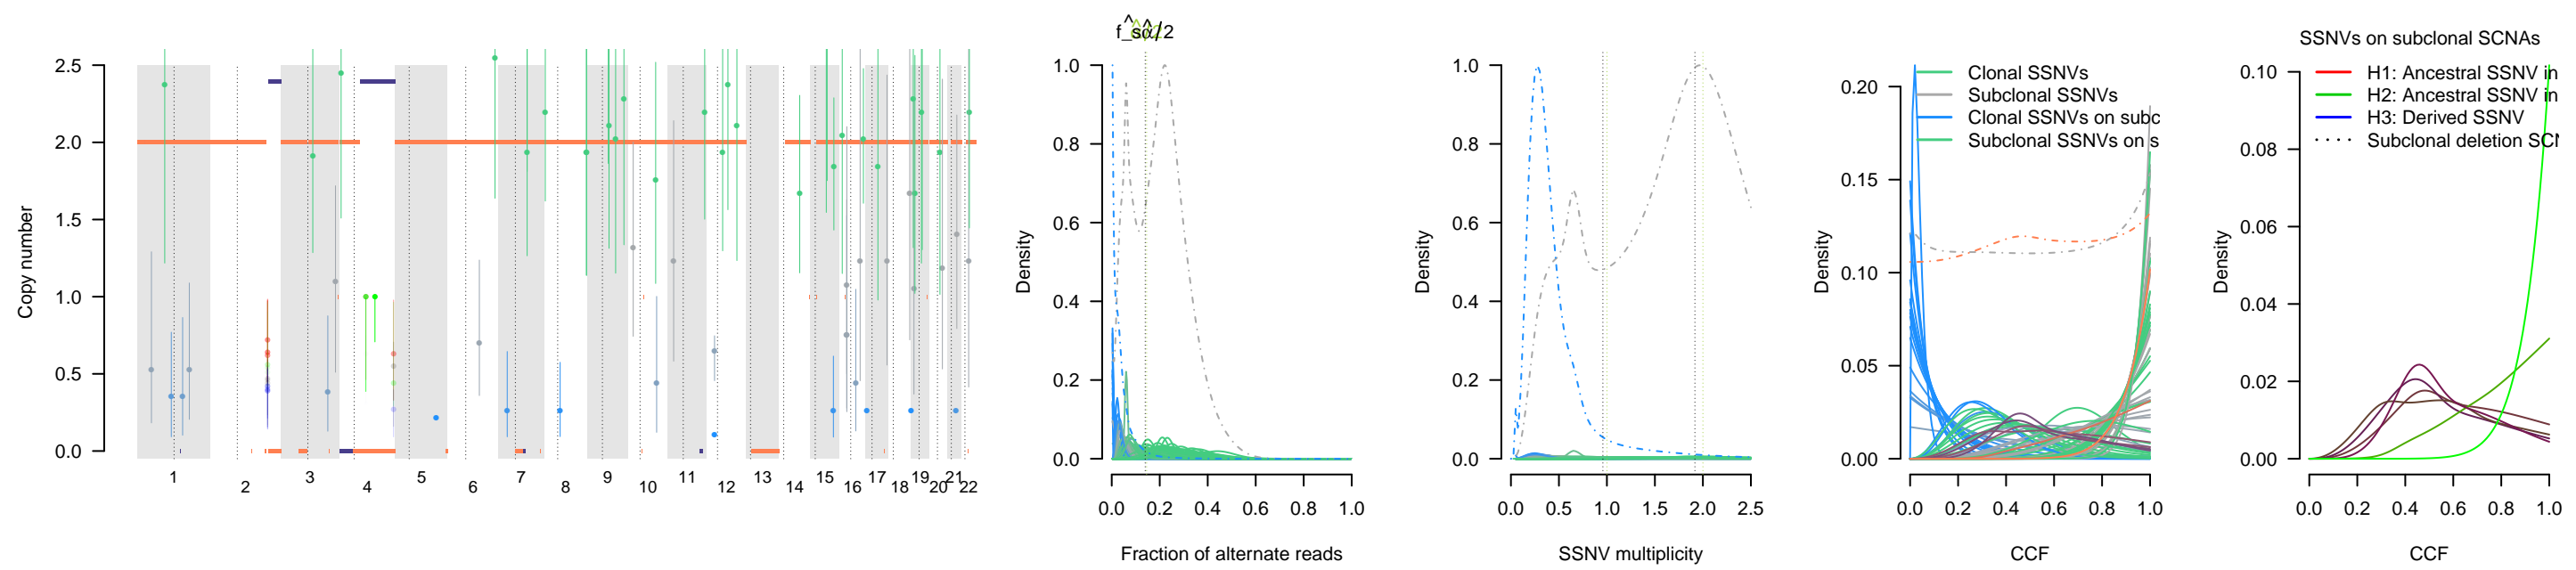 Copy number
2.5
2.0
1.5
1.0
0.5
0.0
1 2 3 4 5 6 7 8 9 10 11 12 13 14 15 16 17 18 19 20 21 22
Density
1.0
0.8
0.6
0.4
0.2
0.0
0.0 0.2 0.4 0.6 0.8 1.0
Fraction of alternate reads
Density
1.0
0.8
0.6
0.4
0.2
0.0
0.0 0.5 1.0 1.5 2.0 2.5
SSNV multiplicity
Density
0.20
0.15
0.10
0.05
0.00
Clonal SSNVs
Subclonal SSNVs
Clonal SSNVs on subc
Subclonal SSNVs on s
0.0 0.2 0.4 0.6 0.8 1.0
CCF
SSNVs on subclonal SCNAs
Density
0.10
0.08
0.06
0.04
0.02
0.00
H1: Ancestral SSNV in
H2: Ancestral SSNV in
H3: Derived SSNV
Subclonal deletion SCN
0.0 0.2 0.4 0.6 0.8 1.0
CCF